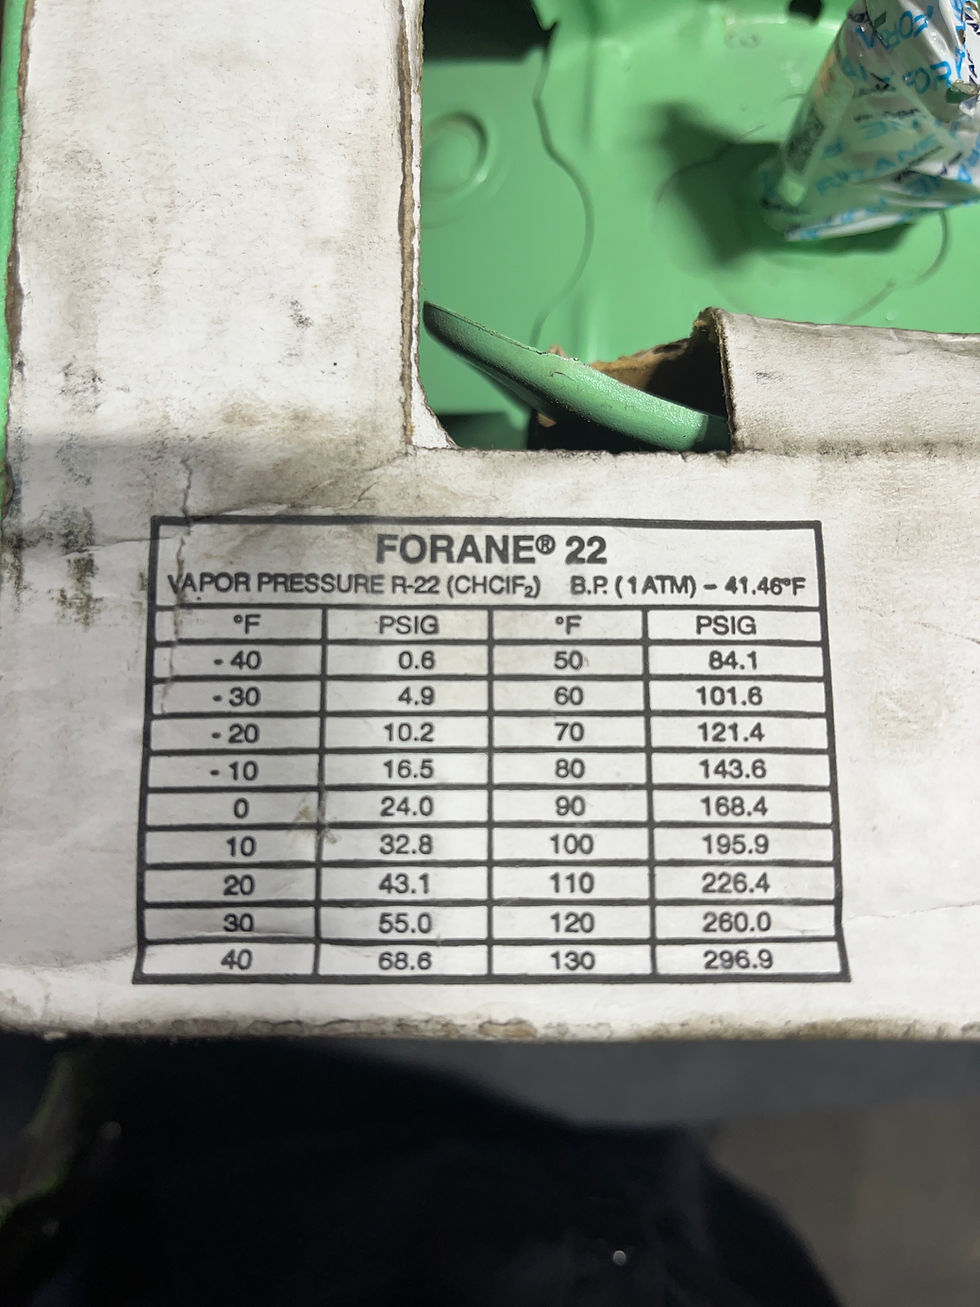 FORANE
FORANE® 22
VAPOR PRESSURE R-22 (CHCIF₂) B.P. (1 ATM) – 41.46°F
°F PSIG °F PSIG
- 40 0.6 50 84.1
- 30 4.9 60 101.6
- 20 10.2 70 121.4
- 10 16.5 80 143.6
0 24.0 90 168.4
10 32.8 100 195.9
20 43.1 110 226.4
30 55.0 120 260.0
40 68.6 130 296.9